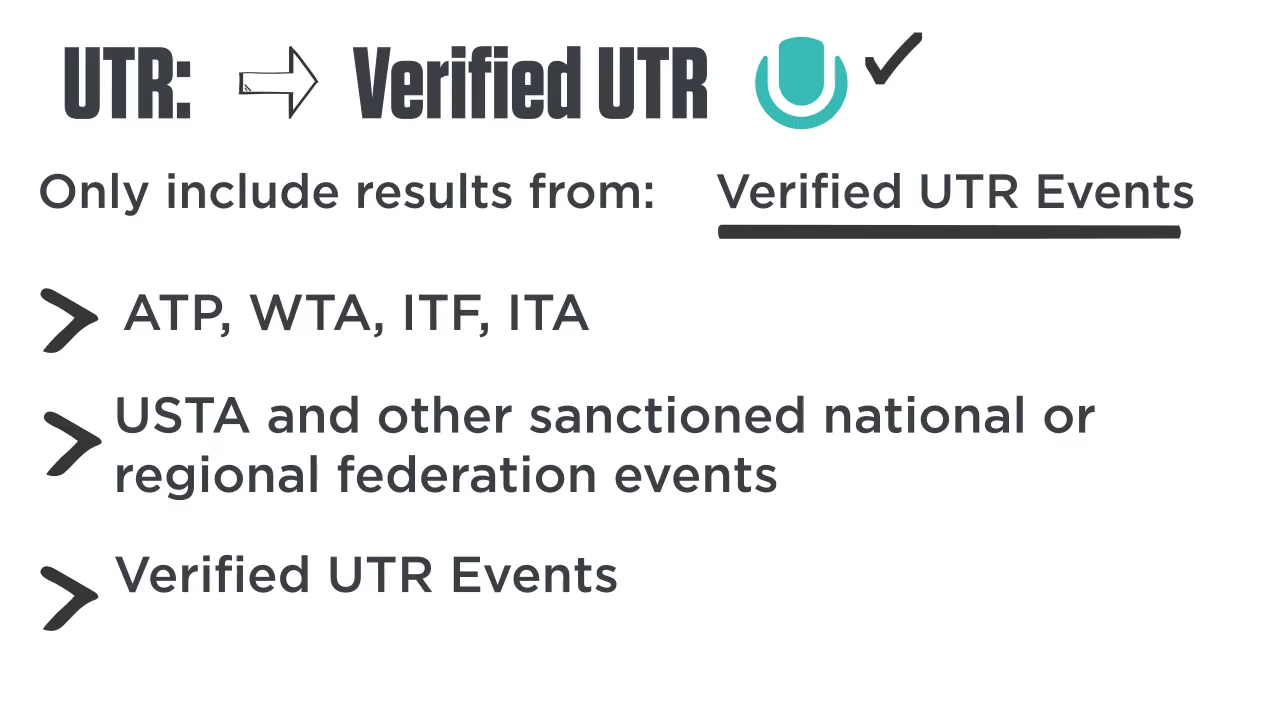 UTR: Verified UTR
Only include results from: Verified UTR Events
ATP, WTA, ITF, ITA
USTA and other sanctioned national or
regional federation events
Verified UTR Events